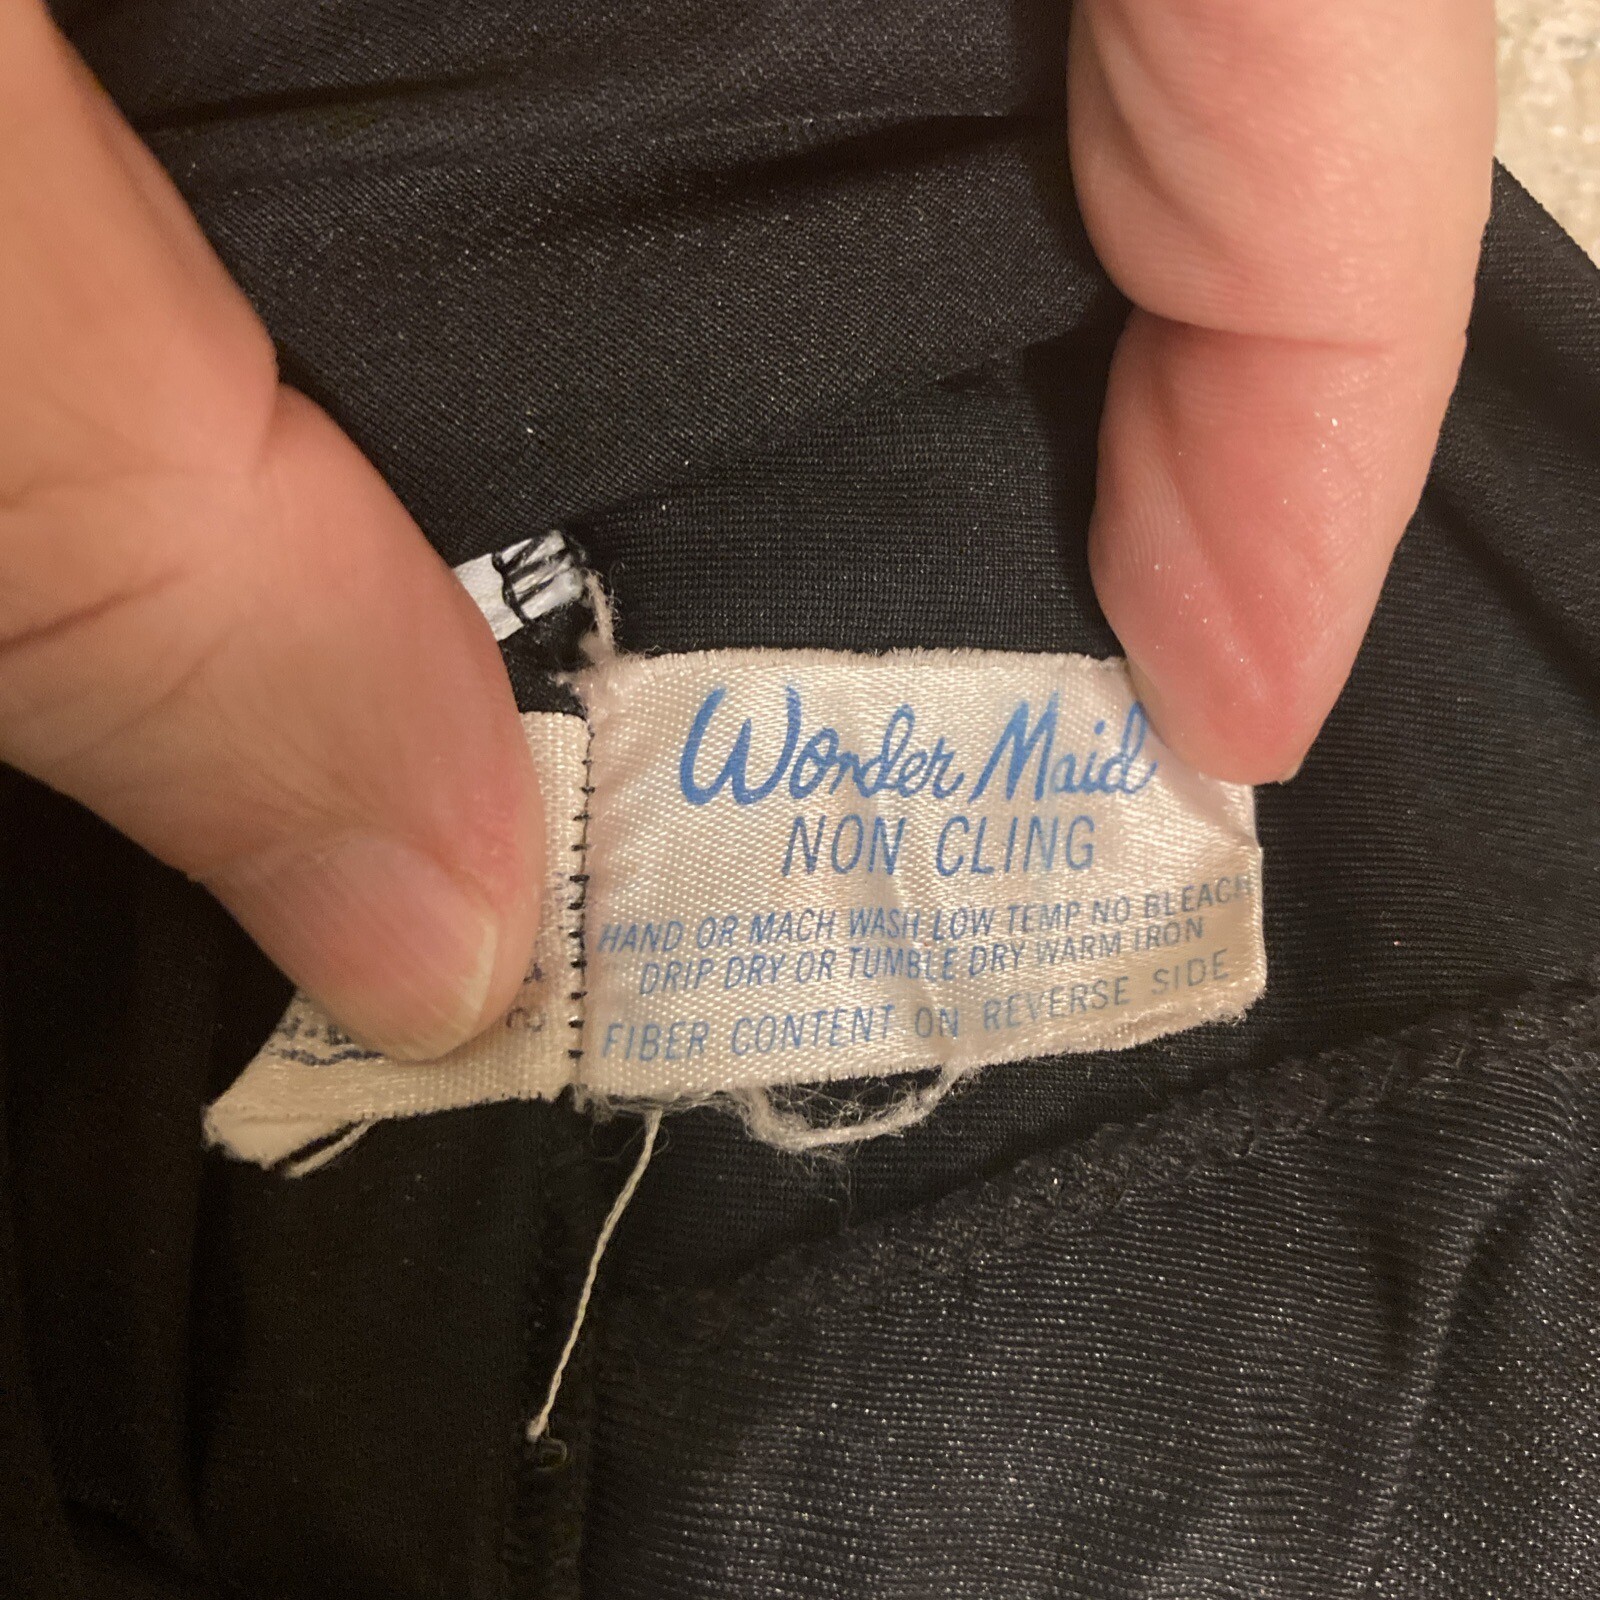 Wonder Maid
NON CLING
HAND OR MACH WASH LOW TEMP NO BLEACH
DRIP DRY OR TUMBLE DRY WARM IRON
FIBER CONTENT ON REVERSE SIDE